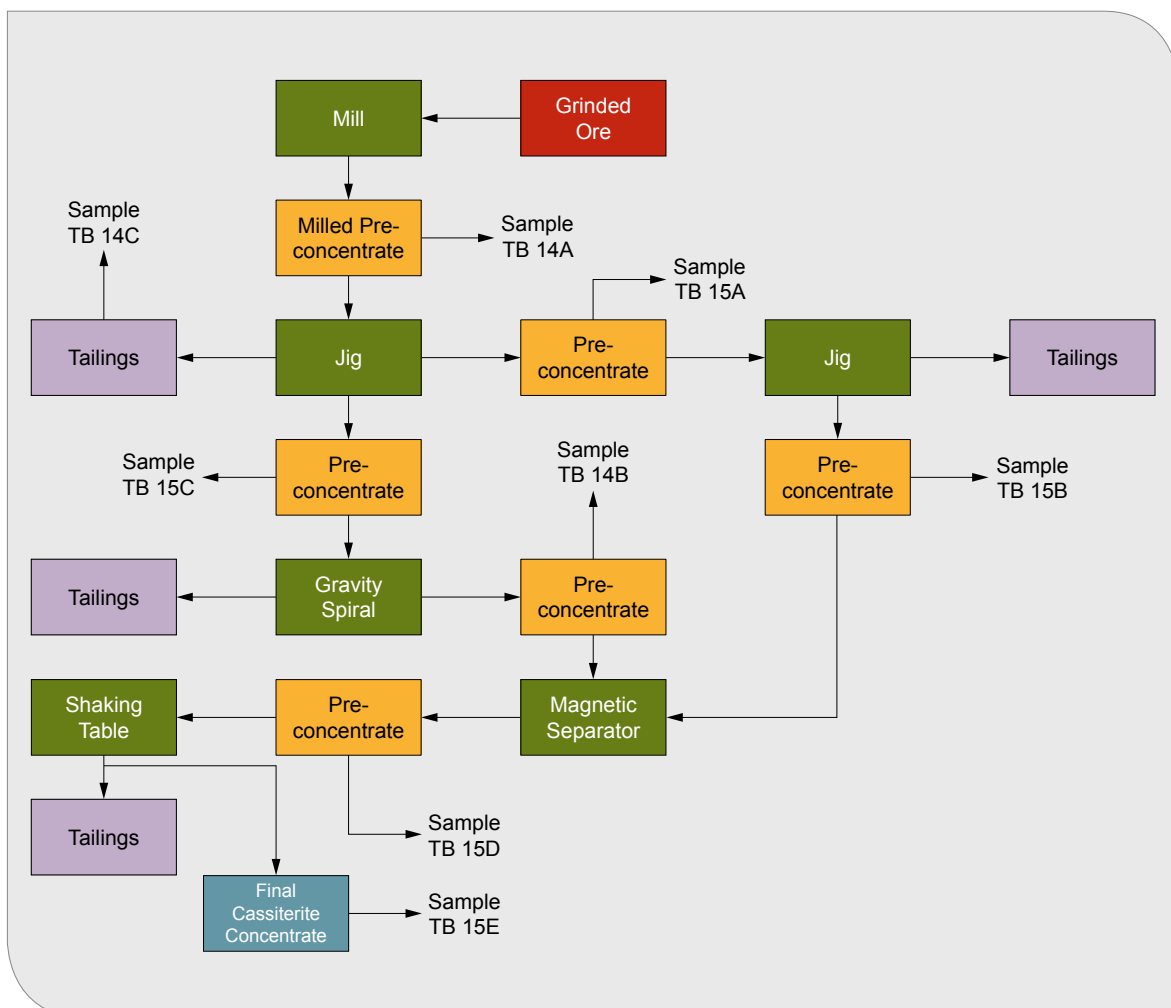 Mill
Grinded
Ore
Sample
TB 14C
Milled Pre-
concentrate
Sample
TB 14A
Sample
TB 15A
Tailings
Jig
Pre-
concentrate
Jig
Tailings
Sample
TB 15C
Pre-
concentrate
Sample
TB 14B
Pre-
concentrate
Sample
TB 15B
Tailings
Gravity
Spiral
Pre-
concentrate
Shaking
Table
Pre-
concentrate
Magnetic
Separator
Tailings
Sample
TB 15D
Final
Cassiterite
Concentrate
Sample
TB 15E